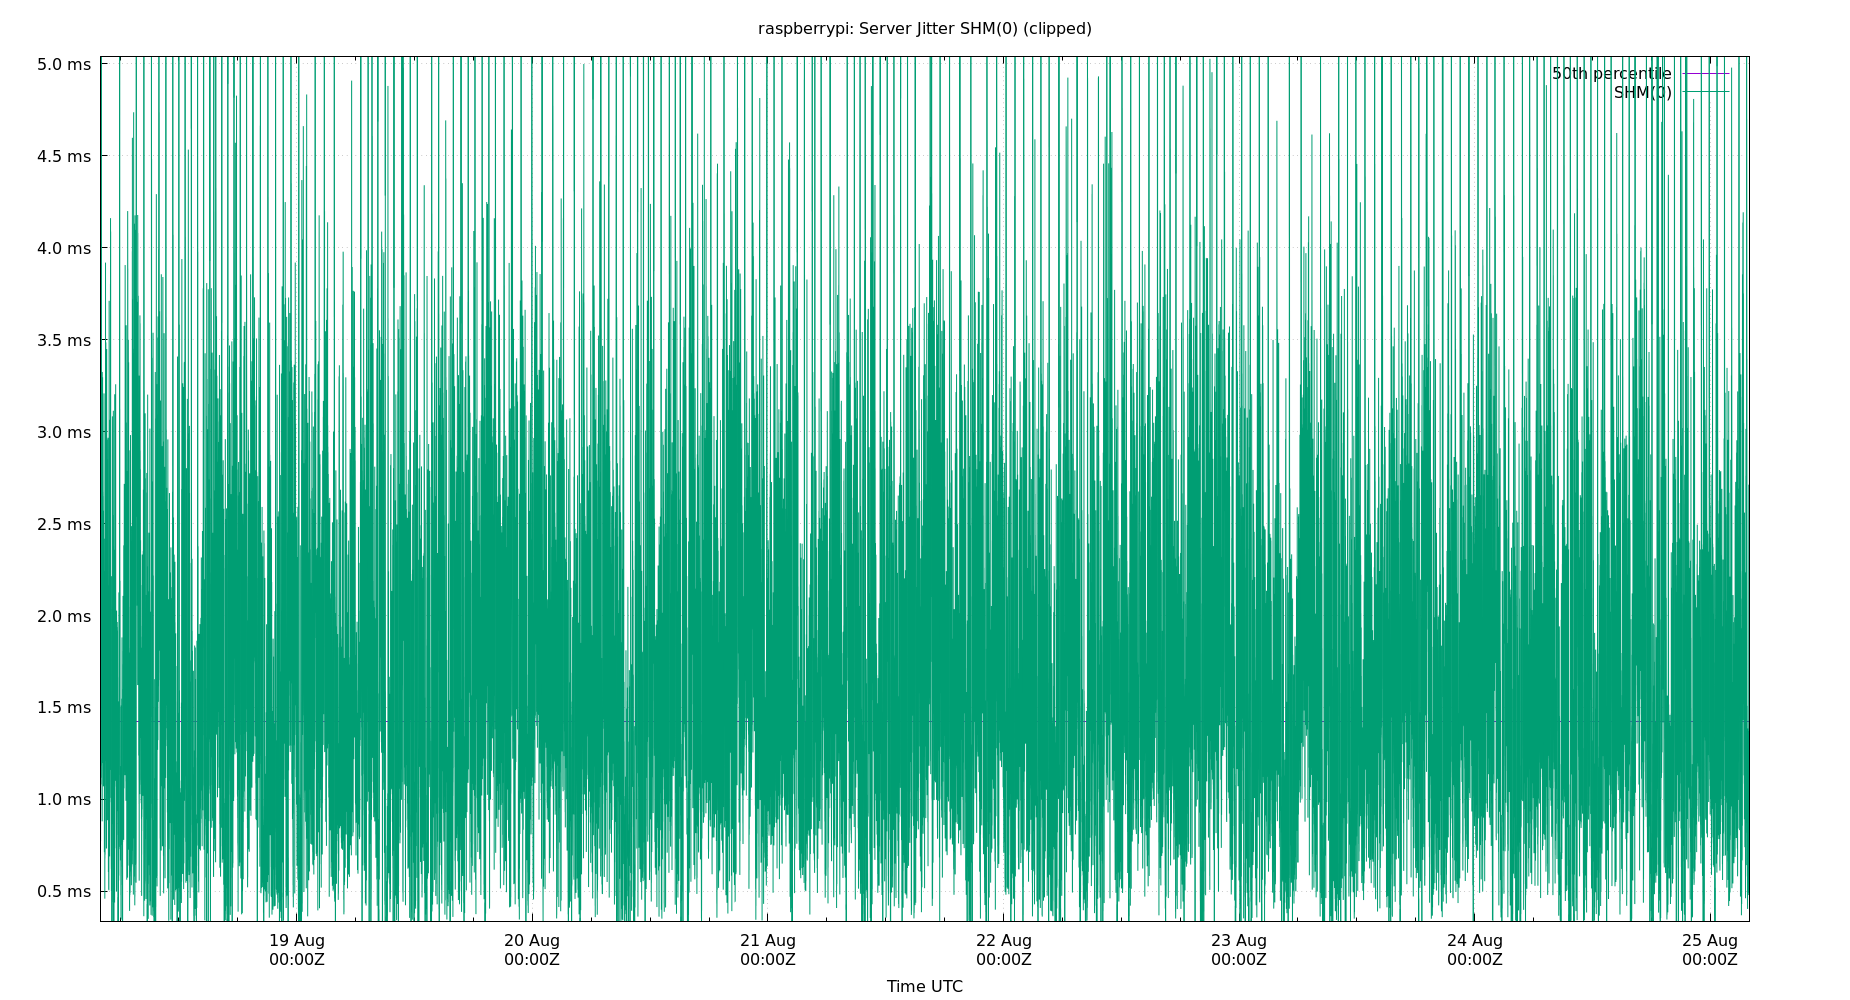 raspberrypi: Server Jitter SHM(0) (clipped)
5.0 ms
50th percentile
SHM(0)
4.5 ms
4.0 ms
3.5 ms
3.0 ms
2.5 ms
2.0 ms
1.5 ms
1.0 ms
0.5 ms
19 Aug 20 Aug 21 Aug 22 Aug 23 Aug 24 Aug 25 Aug
00:00Z 00:00Z 00:00Z 00:00Z 00:00Z 00:00Z 00:00Z
Time UTC